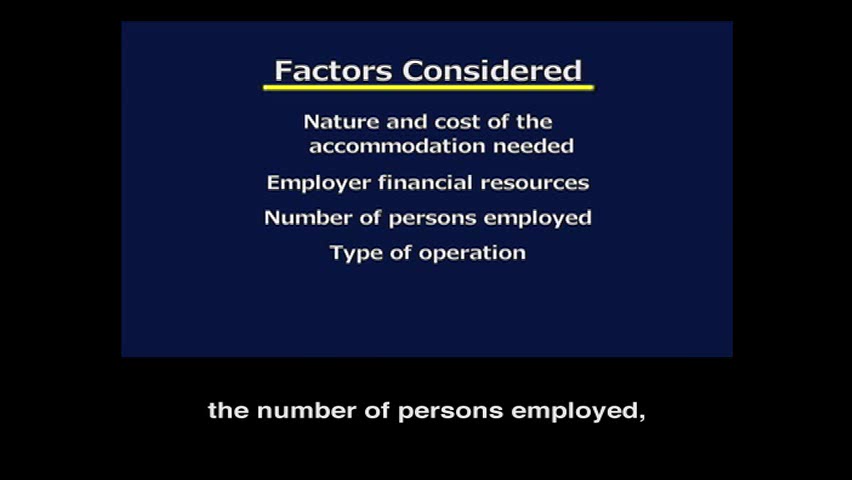 Factors Considered
Nature and cost of the
accommodation needed
Employer financial resources
Number of persons employed
Type of operation
the number of persons employed,